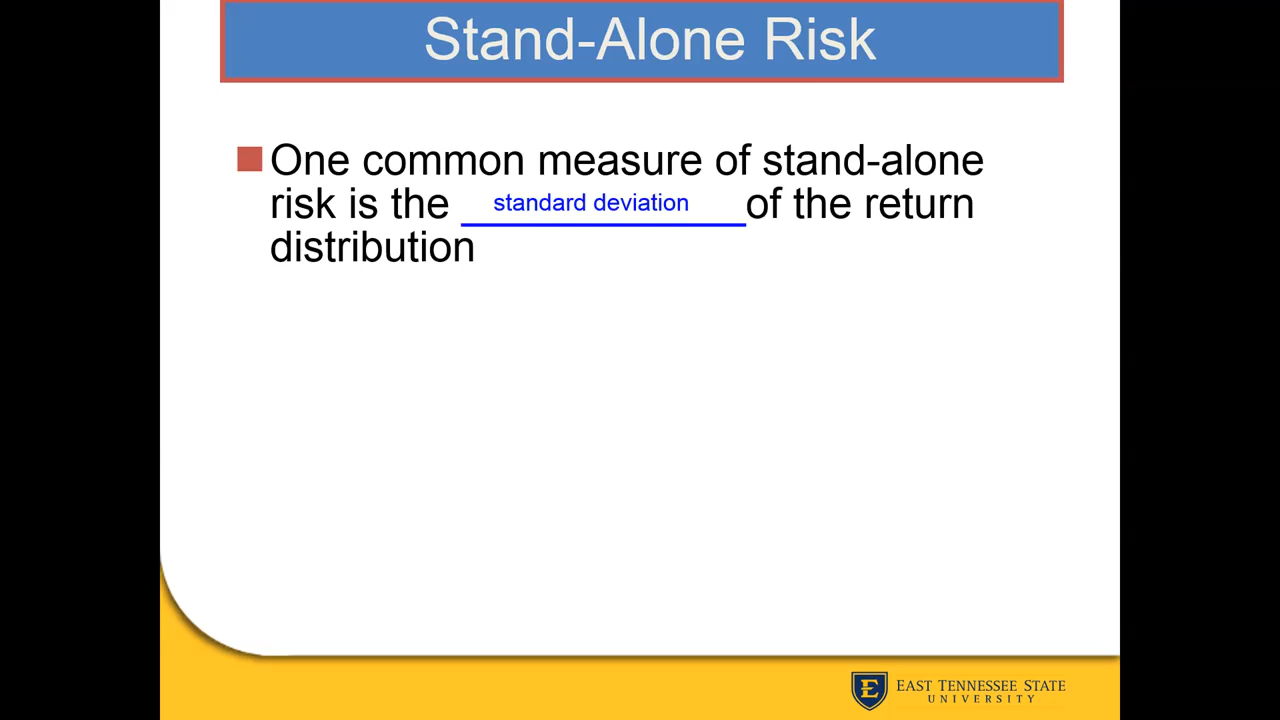 Stand-Alone Risk
One common measure of stand-alone
risk is the standard deviation of the return
distribution
EAST TENNESSEE STATE
UNIVERSITY